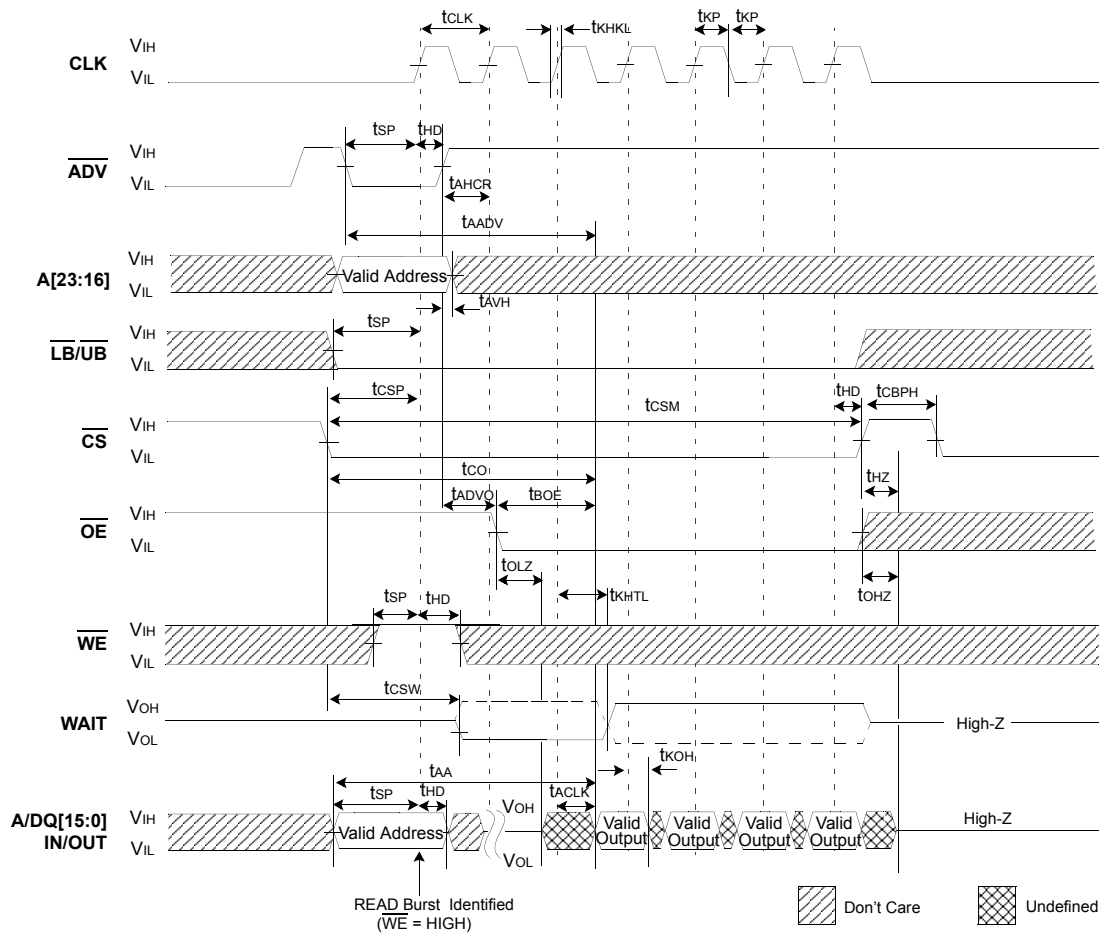 tCLK tKHKL tKP tKP
CLK VIH
VIL
tSP tHD
ADV VIH
VIL
tAHCR
tAADV
A[23:16] VIH
VIL
Valid Address
tAVH
tSP
LB/UB VIH
VIL
tCSP tCSM tHD tCBPH
CS VIH
VIL
tCO tHZ
tADVO tBOE
OE VIH
VIL
tOLZ tKHTL tOHZ
tSP tHD
WE VIH
VIL
tCSW
WAIT VOH
VOL
High-Z
tKOH
tAA
tSP tHD tACLK
A/DQ[15:0]
IN/OUT
VIH
VIL
Valid Address
VOH
VOL
Valid Output
Valid Output
Valid Output
Valid Output
High-Z
READ Burst Identified
(WE = HIGH)
Don't Care
Undefined